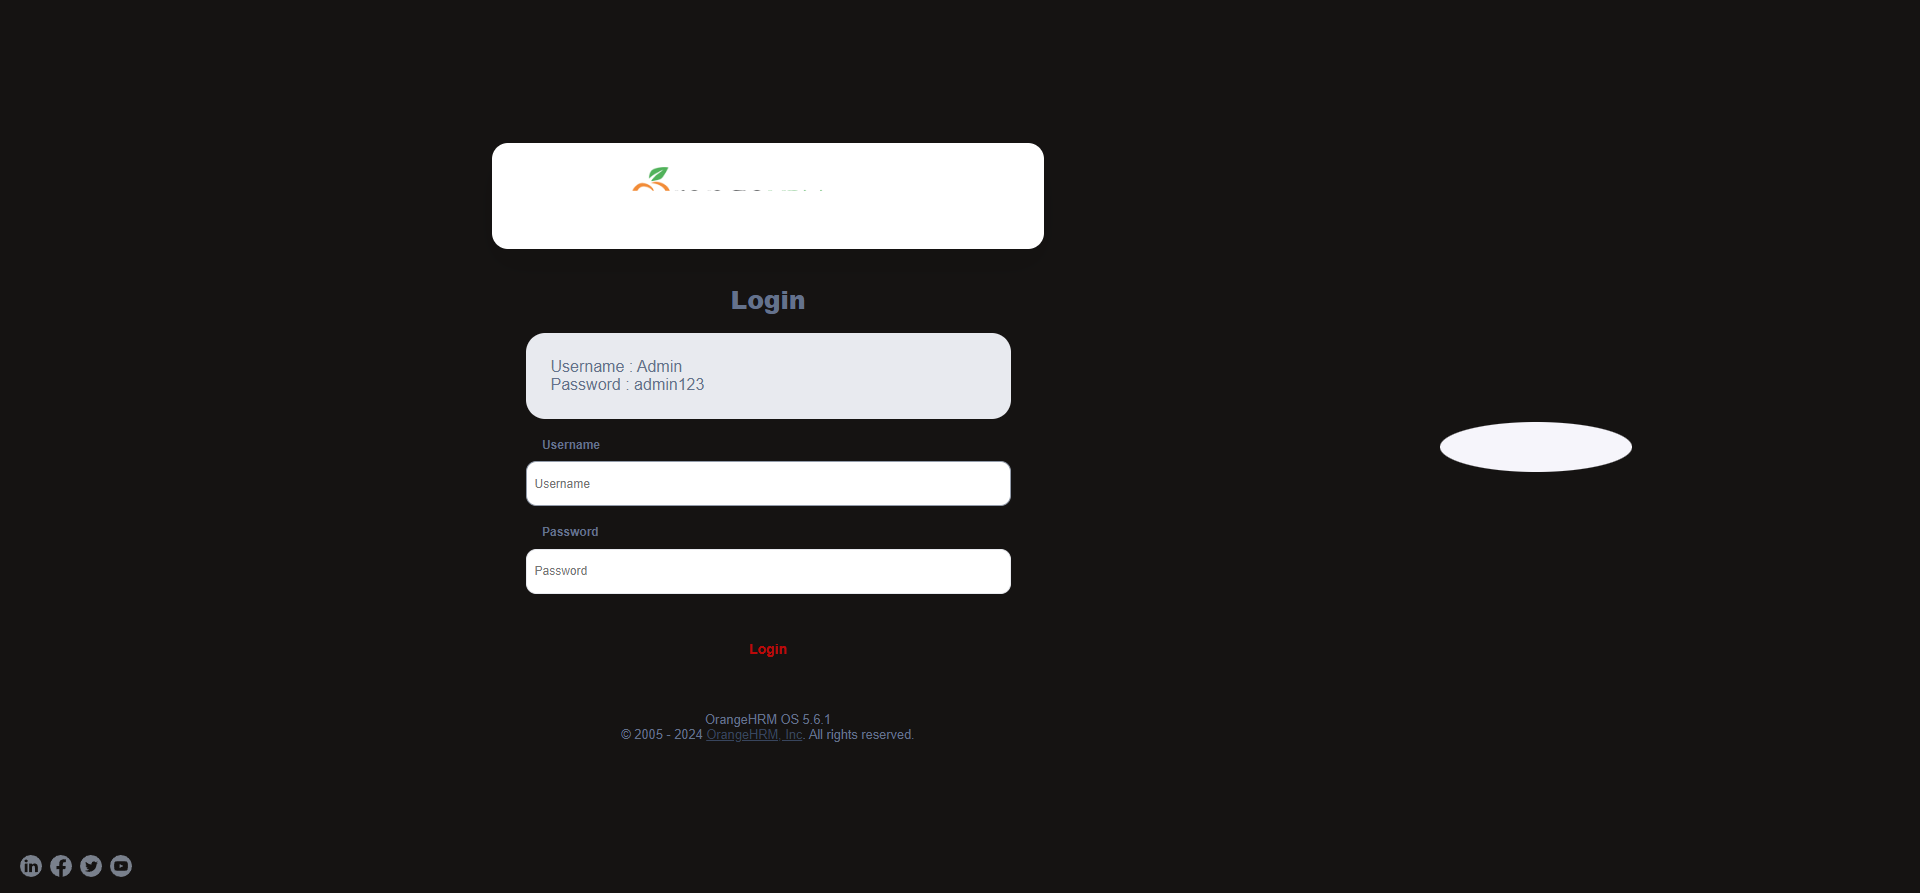 Login
Username : Admin
Password : admin123
Username
Username
Password
Password
Login
OrangeHRM OS 5.6.1
© 2005 - 2024 OrangeHRM, Inc. All rights reserved.